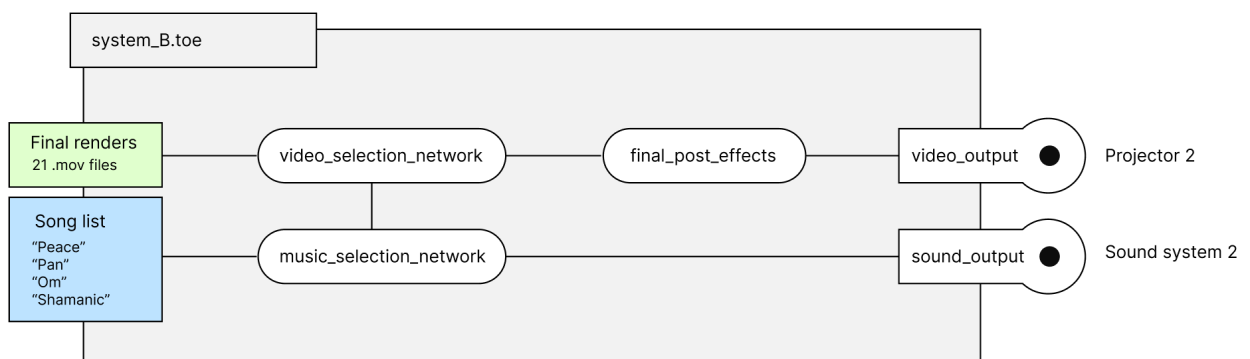 system_B.toe
Final renders
21 .mov files
video_selection_network
final_post_effects
video_output
Projector 2
Song list
“Peace”
“Pan”
“Om”
“Shamanic”
music_selection_network
sound_output
Sound system 2